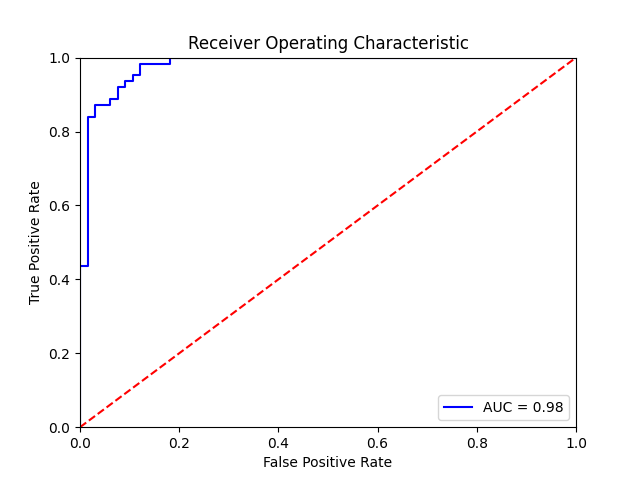 Receiver Operating Characteristic
True Positive Rate
1.0
0.8
0.6
0.4
0.2
0.0
AUC = 0.98
0.0 0.2 0.4 0.6 0.8 1.0
False Positive Rate